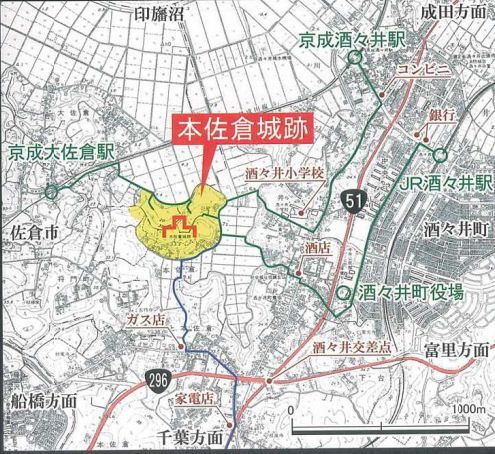 印旛沼
成田方面
京成酒々井駅
コンビニ
銀行
本佐倉城跡
京成大佐倉駅
酒々井小学校
JR酒々井駅
51
佐倉市
酒々井町
酒店
酒々井町役場
ガス店
酒々井交差点
富里方面
296
船橋方面
家電店
千葉方面
0
1000m